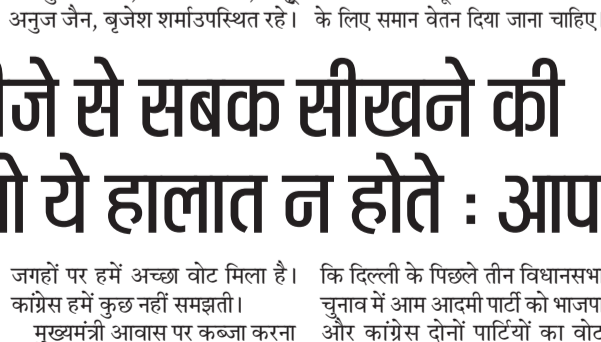 अनुज जैन, बृजेश शर्माउपस्थित रहे।
के लिए समान वेतन दिया जाना चाहिए।
से सबक सीखने की
ये हालात न होते : आप
जगहों पर हमें अच्छा वोट मिला है।
कांग्रेस हमें कुछ नहीं समझती।
मुख्यमंत्री आवास पर कब्जा करना
कि दिल्ली के पिछले तीन विधानसभा
चुनाव में आम आदमी पार्टी को भाजपा
और कांग्रेस दोनों पार्टियों का वोट